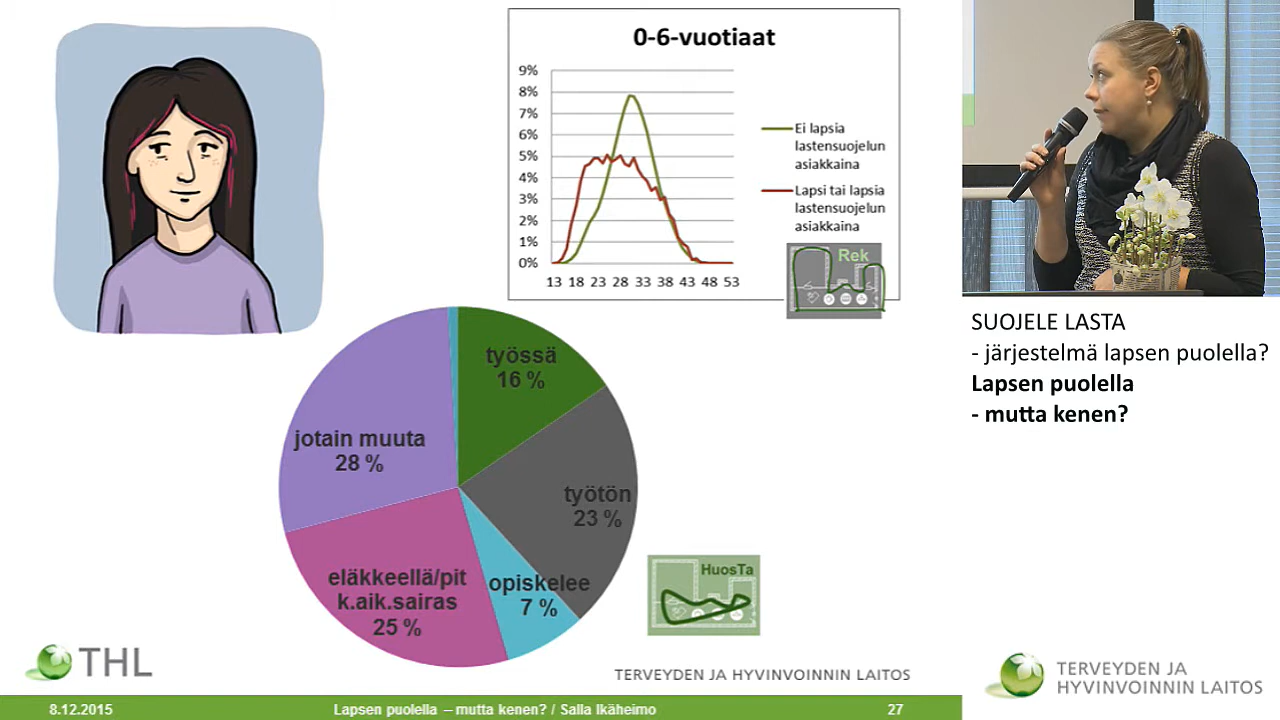 0-6-vuotiaat
9%
8%
7%
6%
5%
4%
3%
2%
1%
0%
13 18 23 28 33 38 43 48 53
Ei lapsia
lastensuojelun
asiakkaina
Lapsi tai lapsia
lastensuojelun
asiakkaina
Rek
työssä
16 %
työtön
23 %
opiskelee
7 %
eläkkeellä/pit
k.aik.sairas
25 %
jotain muuta
28 %
HuosTa
THL
TERVEYDEN JA HYVINVOINNIN LAITOS
8.12.2015
Lapsen puolella – mutta kenen? / Salla Ikäheimo
27
SUOJELE LASTA
- järjestelmä lapsen puolella?
Lapsen puolella
- mutta kenen?
TERVEYDEN JA
HYVINVOINNIN LAITOS